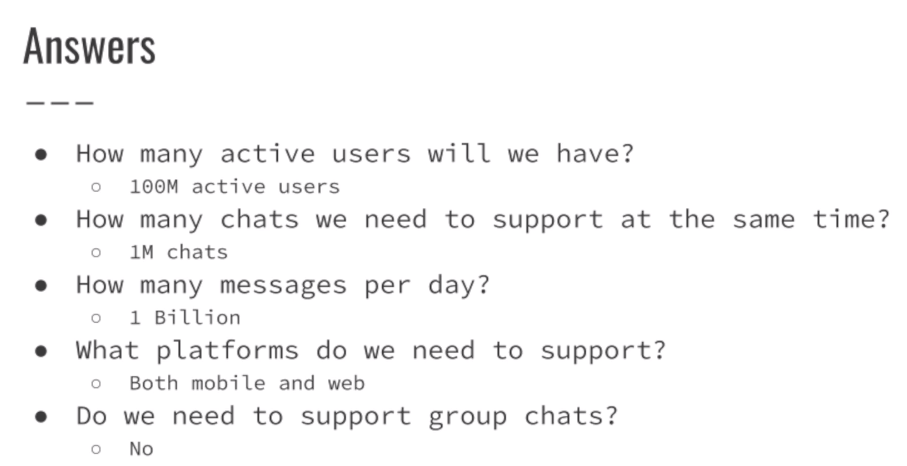 Answers
● How many active users will we have?
○ 100M active users
● How many chats we need to support at the same time?
○ 1M chats
● How many messages per day?
○ 1 Billion
● What platforms do we need to support?
○ Both mobile and web
● Do we need to support group chats?
○ No